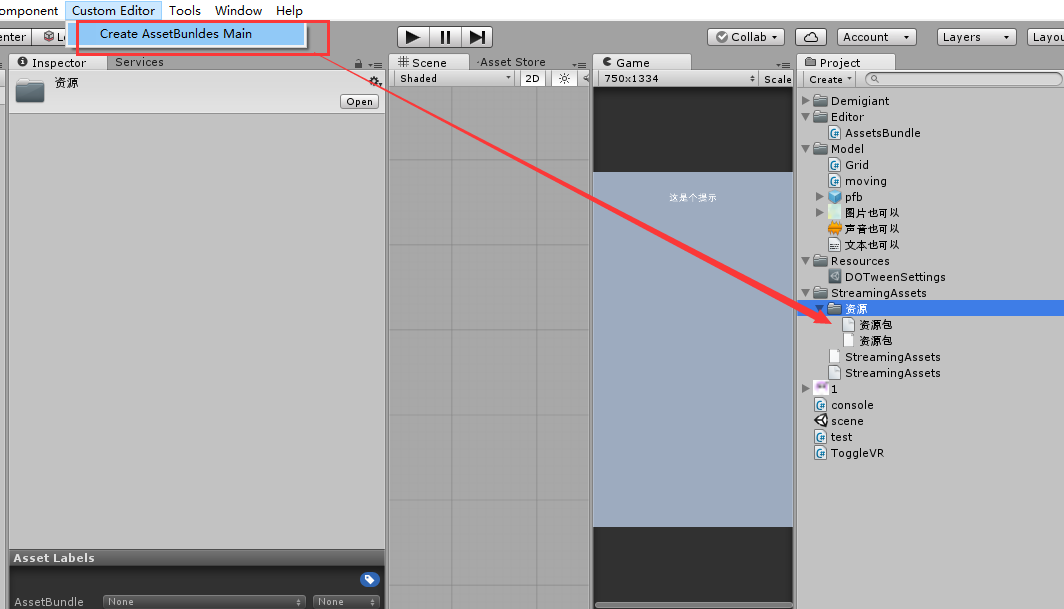 omponent Custom Editor Tools Window Help
enter Lo
Create AssetBunldes Main
Collab Account Layers Layou
Inspector Services
资源
Open
Scene Asset Store
Shaded 2D
Game
750x1334 Scale
这是个提示
Project
Create
Demigiant
Editor
AssetsBundle
Model
Grid
moving
pfb
图片也可以
声音也可以
文本也可以
Resources
DOTweenSettings
StreamingAssets
资源
资源包
资源包
StreamingAssets
StreamingAssets
1
console
scene
test
ToggleVR
Asset Labels
AssetBundle None None